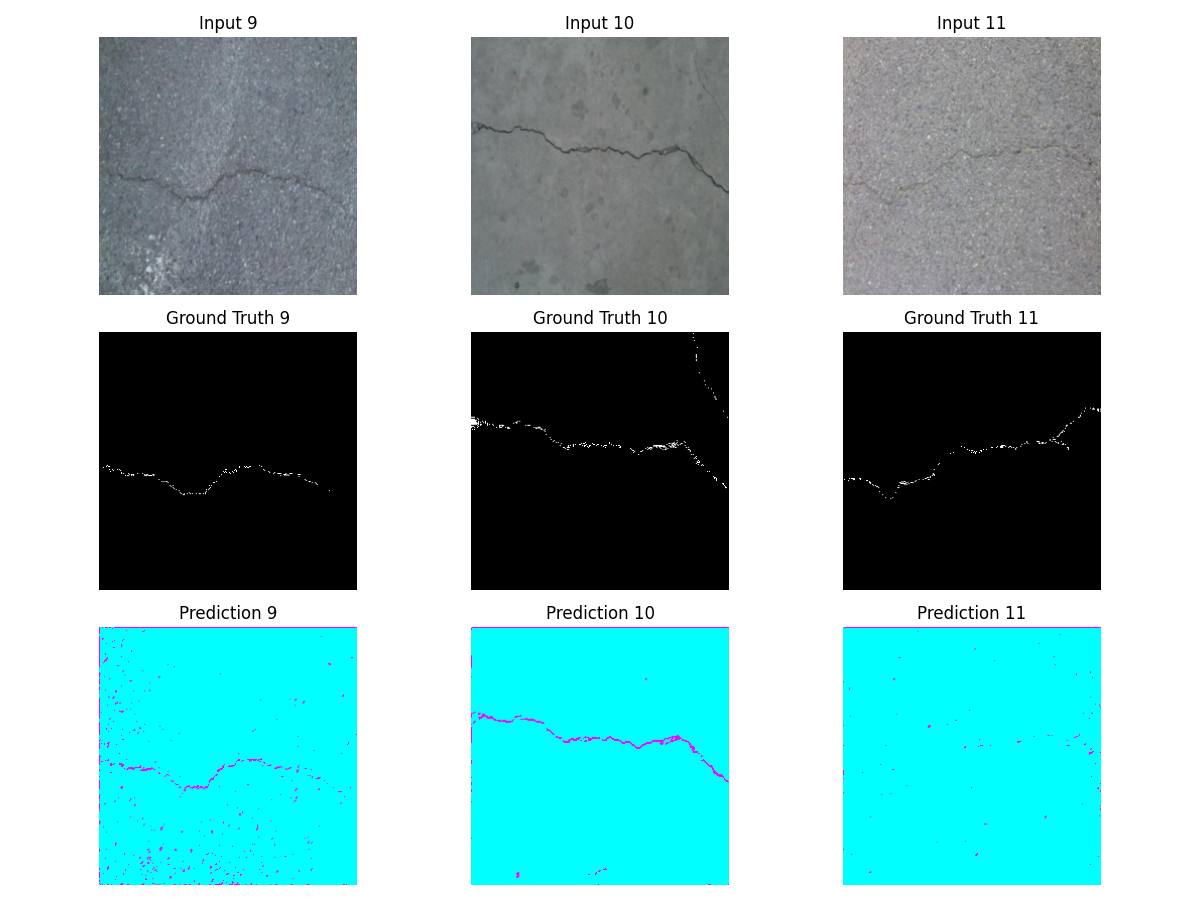 Input 9
Input 10
Input 11
Ground Truth 9
Ground Truth 10
Ground Truth 11
Prediction 9
Prediction 10
Prediction 11